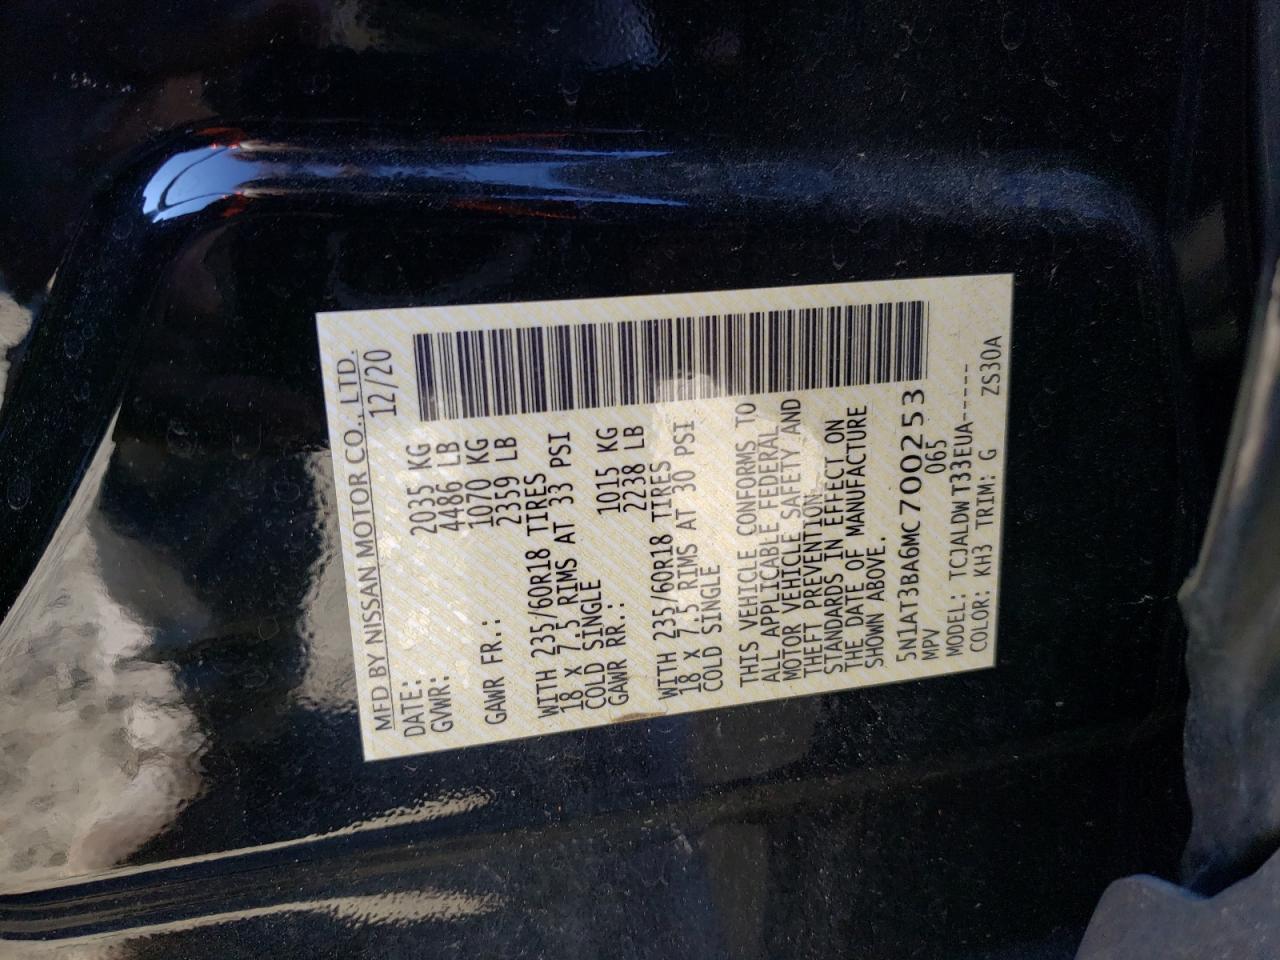 MFD BY NISSAN MOTOR CO., LTD.
DATE: 12/20
GVWR: 2035 KG
4486 LB
GAWR FR.: 1070 KG
2359 LB
WITH 235/60R18 TIRES
18 X 7.5 RIMS AT 33 PSI
COLD SINGLE
GAWR RR.: 1015 KG
2238 LB
WITH 235/60R18 TIRES
18 X 7.5 RIMS AT 30 PSI
COLD SINGLE
THIS VEHICLE CONFORMS TO
ALL APPLICABLE FEDERAL
MOTOR VEHICLE SAFETY AND
THEFT PREVENTION
STANDARDS IN EFFECT ON
THE DATE OF MANUFACTURE
SHOWN ABOVE.
5N1AT3BA6MC700253
MPV 065
MODEL: TCJALDWT33EUA-----
COLOR: KH3 TRIM: G ZS30A